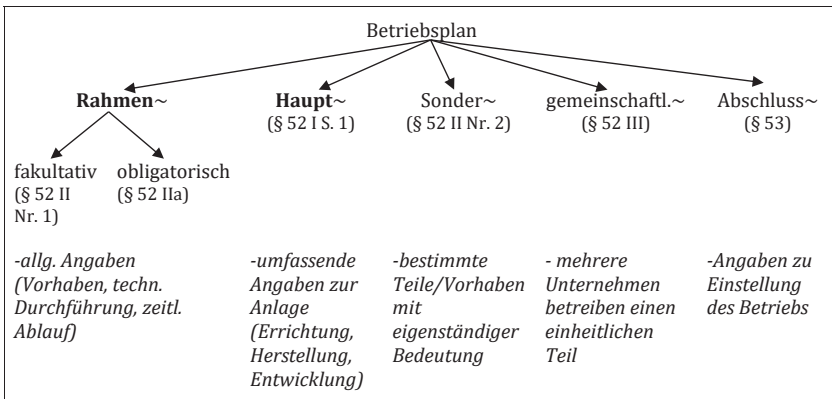 Betriebsplan
Rahmen~
Haupt~
(§ 52 I S. 1)
Sonder~
(§ 52 II Nr. 2)
gemeinschaftl.~
(§ 52 III)
Abschluss~
(§ 53)
fakultativ
(§ 52 II
Nr. 1)
obligatorisch
(§ 52 IIa)
-allg. Angaben
(Vorhaben, techn.
Durchführung, zeitl.
Ablauf)
-umfassende
Angaben zur
Anlage
(Errichtung,
Herstellung,
Entwicklung)
-bestimmte
Teile/Vorhaben
mit
eigenständiger
Bedeutung
- mehrere
Unternehmen
betreiben einen
einheitlichen
Teil
-Angaben zu
Einstellung
des Betriebs